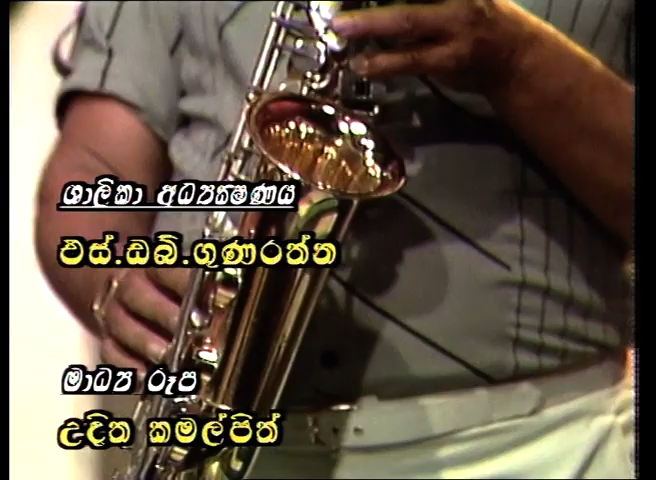 ශාලිකා අධ්‍යක්ෂණය
එස්.ඩබ්.ගුණරත්න
මාධ්‍ය රූප
උදිත කමල්ජිත්